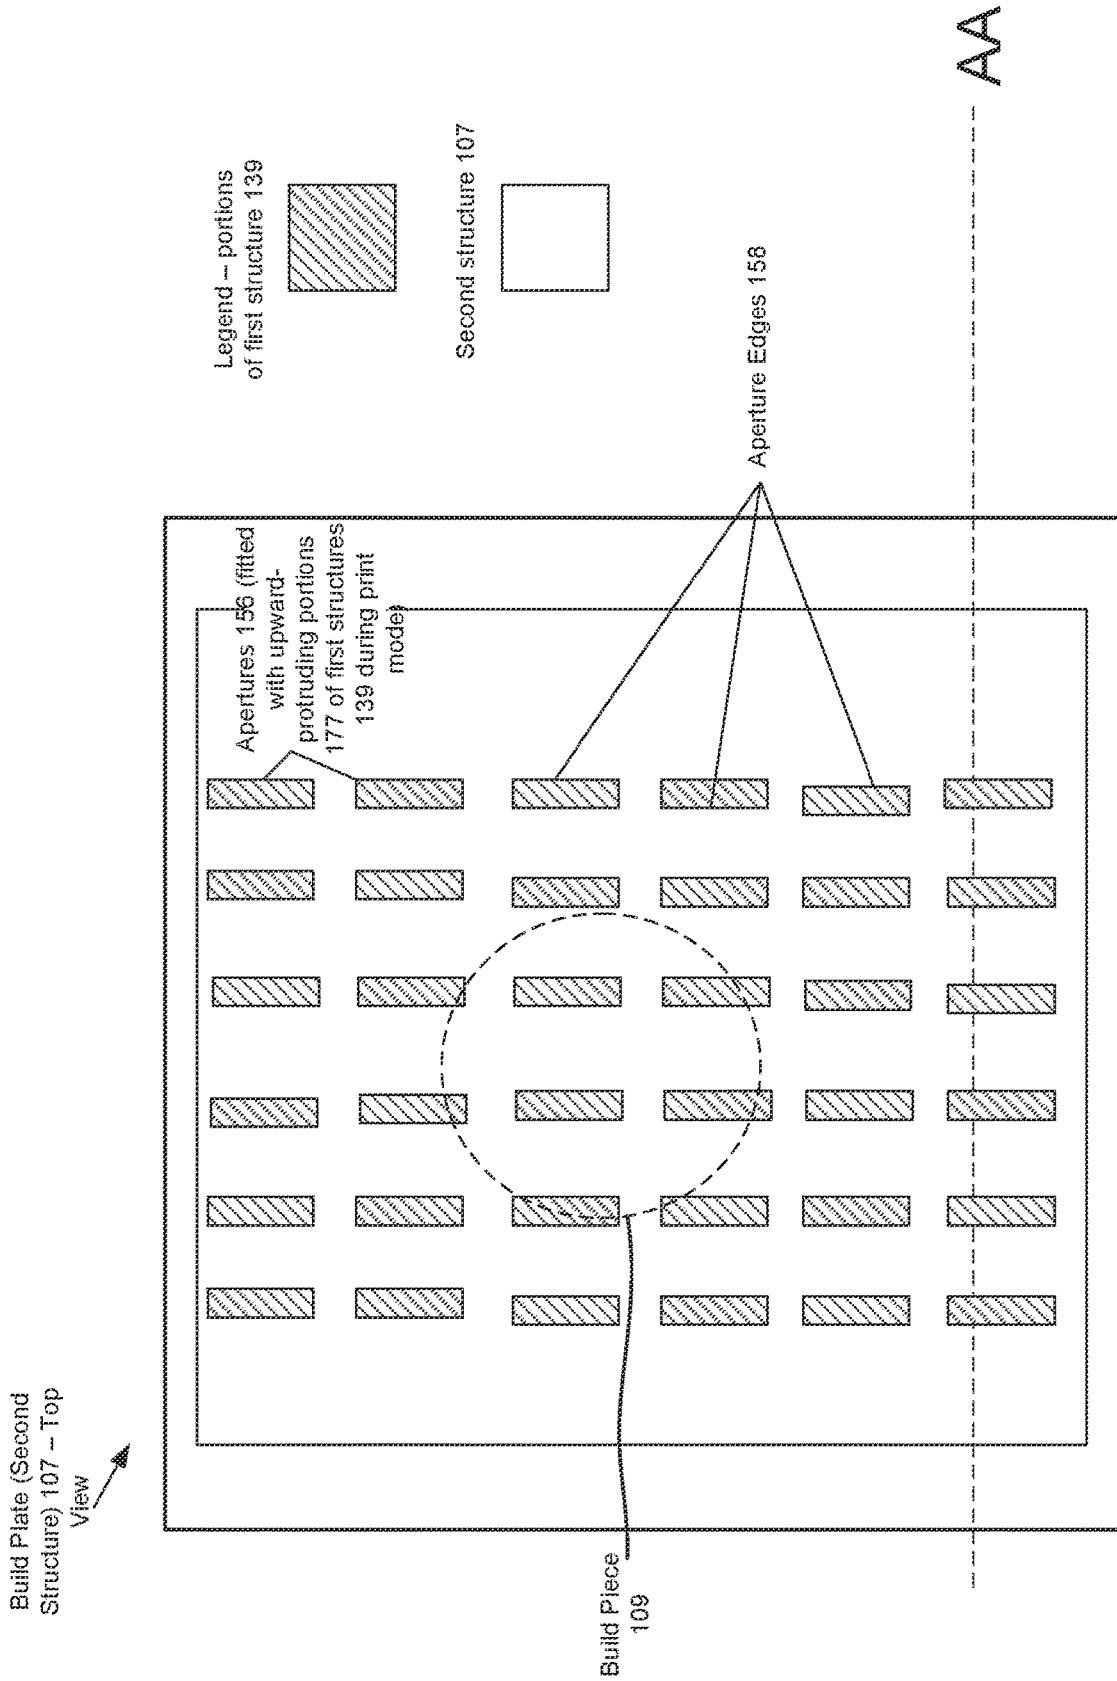 Build Plate (Second
Structure) 107 – Top
View
Build Piece
109
Apertures 156 (fitted
with upward-
protruding portions
177 of first structures
139 during print
mode)
Aperture Edges 158
Legend – portions
of first structure 139
Second structure 107
AA